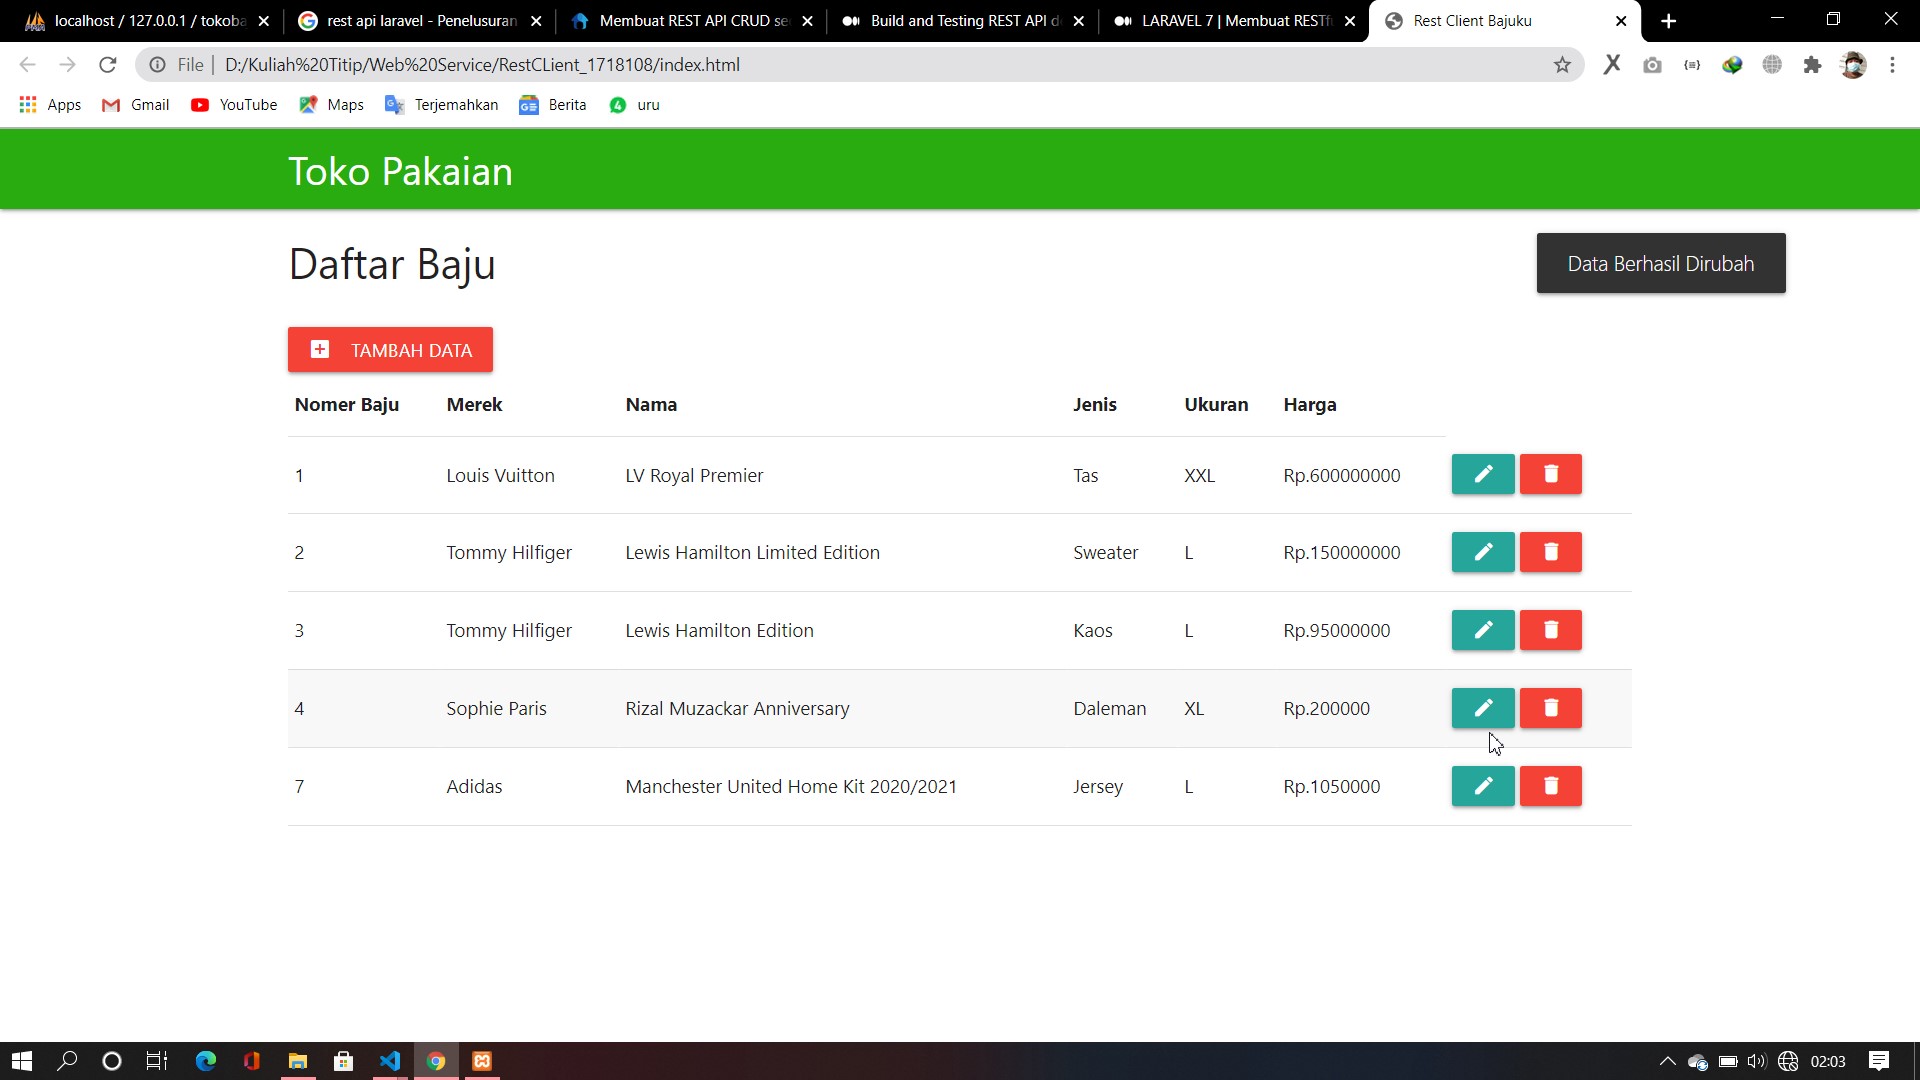 localhost / 127.0.0.1 / tokoba
rest api laravel - Penelusuran
Membuat REST API CRUD se
Build and Testing REST API d
LARAVEL 7 | Membuat RESTf
Rest Client Bajuku
File
D:/Kuliah%20Titip/Web%20Service/RestCLient_1718108/index.html
Apps
Gmail
YouTube
Maps
Terjemahkan
Berita
uru
Toko Pakaian
Daftar Baju
Data Berhasil Dirubah
TAMBAH DATA
Nomer Baju Merek Nama Jenis Ukuran Harga
1 Louis Vuitton LV Royal Premier Tas XXL Rp.600000000
2 Tommy Hilfiger Lewis Hamilton Limited Edition Sweater L Rp.150000000
3 Tommy Hilfiger Lewis Hamilton Edition Kaos L Rp.95000000
4 Sophie Paris Rizal Muzackar Anniversary Daleman XL Rp.200000
7 Adidas Manchester United Home Kit 2020/2021 Jersey L Rp.1050000
02:03